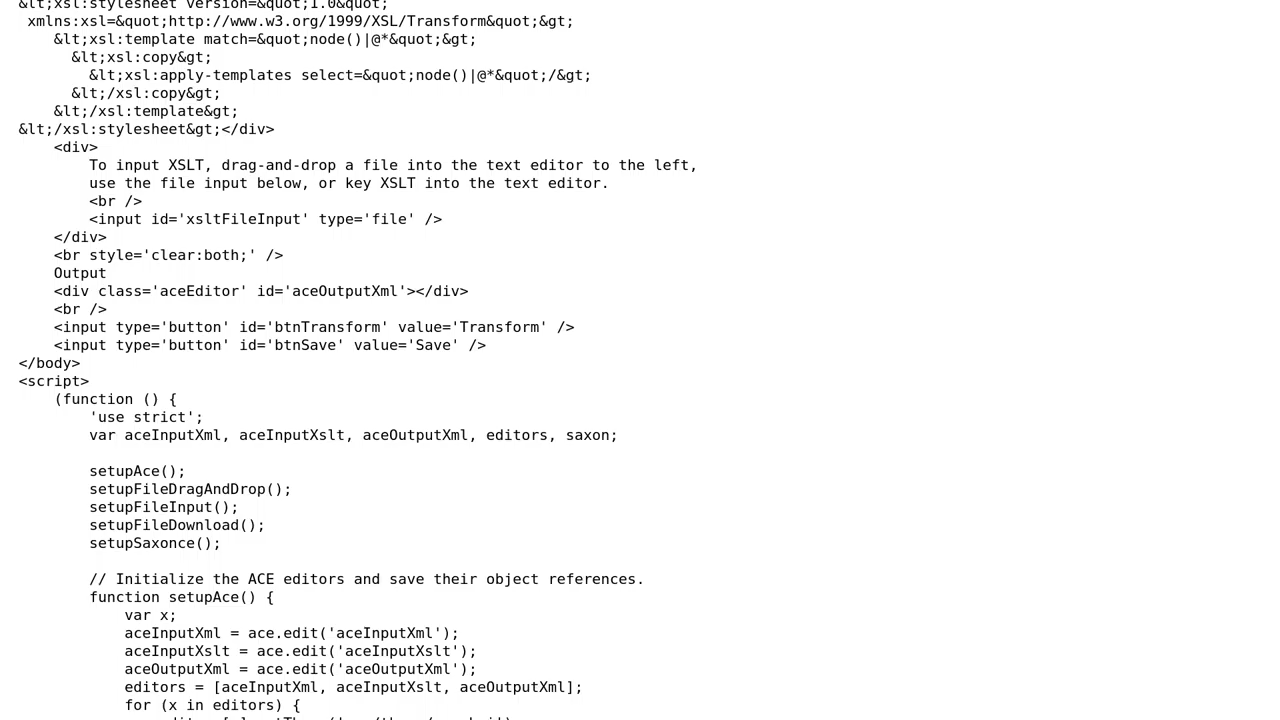 &lt;xsl:stylesheet version=&quot;1.0&quot;
 xmlns:xsl=&quot;http://www.w3.org/1999/XSL/Transform&quot;&gt;
    &lt;xsl:template match=&quot;node()|@*&quot;&gt;
      &lt;xsl:copy&gt;
        &lt;xsl:apply-templates select=&quot;node()|@*&quot;/&gt;
      &lt;/xsl:copy&gt;
    &lt;/xsl:template&gt;
&lt;/xsl:stylesheet&gt;</div>
    <div>
        To input XSLT, drag-and-drop a file into the text editor to the left,
        use the file input below, or key XSLT into the text editor.
        <br />
        <input id='xsltFileInput' type='file' />
    </div>
    <br style='clear:both;' />
    Output
    <div class='aceEditor' id='aceOutputXml'></div>
    <br />
    <input type='button' id='btnTransform' value='Transform' />
    <input type='button' id='btnSave' value='Save' />
</body>
<script>
    (function () {
        'use strict';
        var aceInputXml, aceInputXslt, aceOutputXml, editors, saxon;

        setupAce();
        setupFileDragAndDrop();
        setupFileInput();
        setupFileDownload();
        setupSaxonce();

        // Initialize the ACE editors and save their object references.
        function setupAce() {
            var x;
            aceInputXml = ace.edit('aceInputXml');
            aceInputXslt = ace.edit('aceInputXslt');
            aceOutputXml = ace.edit('aceOutputXml');
            editors = [aceInputXml, aceInputXslt, aceOutputXml];
            for (x in editors) {